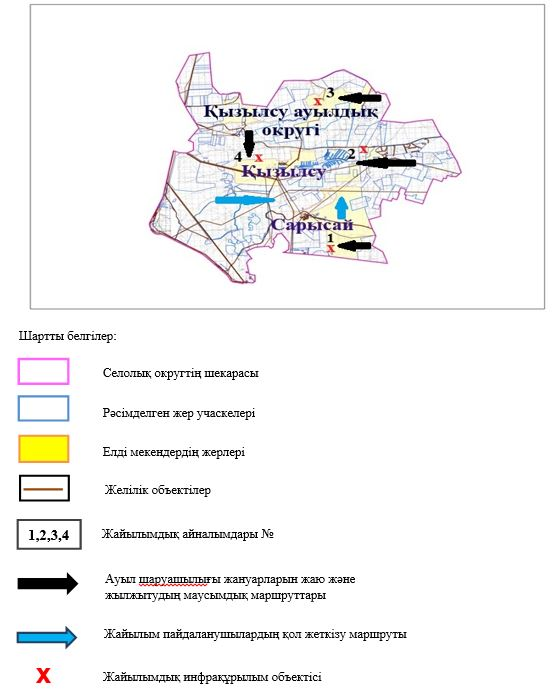 3
x
Қызылсу ауылдық
округі
4 x
2 x
Қызылсу
Сарысай
1
x
Шартты белгілер:
Селолық округтің шекарасы
Рәсімделген жер учаскелері
Елді мекендердің жерлері
Желілік объектілер
1,2,3,4 Жайылымдық айналымдары №
Ауыл шаруашылығы жануарларын жаю және
жылжытудың маусымдық маршруттары
Жайылым пайдаланушылардың қол жеткізу маршруты
X Жайылымдық инфрақұрылым объектісі